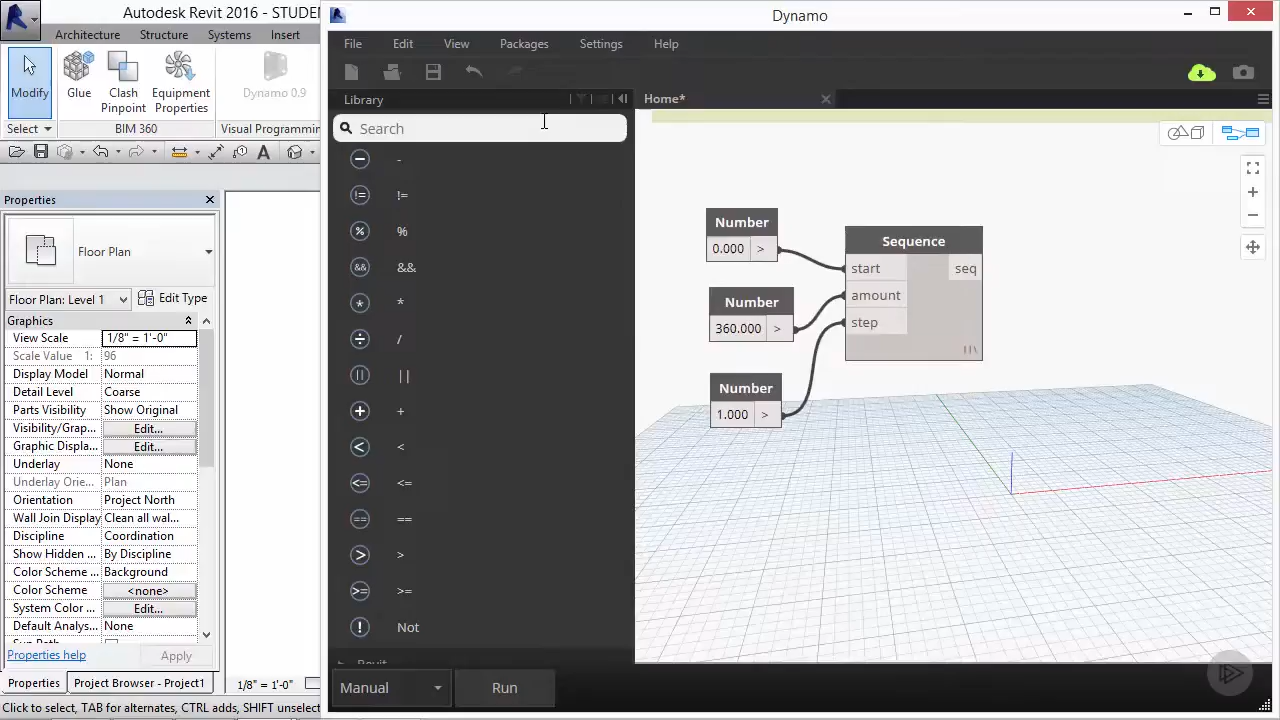 Autodesk Revit 2016 - STUDEN
Architecture Structure Systems Insert
Modify
Glue
Clash Pinpoint
Equipment Properties
Dynamo 0.9
Select
BIM 360
Visual Programmin
Properties
Floor Plan
Floor Plan: Level 1
Edit Type
Graphics
View Scale 1/8" = 1'-0"
Scale Value 1: 96
Display Model Normal
Detail Level Coarse
Parts Visibility Show Original
Visibility/Grap... Edit...
Graphic Displ... Edit...
Underlay None
Underlay Orie... Plan
Orientation Project North
Wall Join Display Clean all wal...
Discipline Coordination
Show Hidden ... By Discipline
Color Scheme... Background
Color Scheme <none>
System Color ... Edit...
Default Analys... None
Sun Path
Properties help
Apply
Properties
Project Browser - Project1
1/8" = 1'-0"
Click to select, TAB for alternates, CTRL adds, SHIFT unselect
Dynamo
File Edit View Packages Settings Help
Library
Search
- -
!= !=
% %
&& &&
* *
÷ /
|| ||
+ +
< <
<= <=
== ==
> >
>= >=
! Not
Revit
Manual
Run
Home*
Number
0.000 >
Number
360.000 >
Number
1.000 >
Sequence
start seq
amount
step